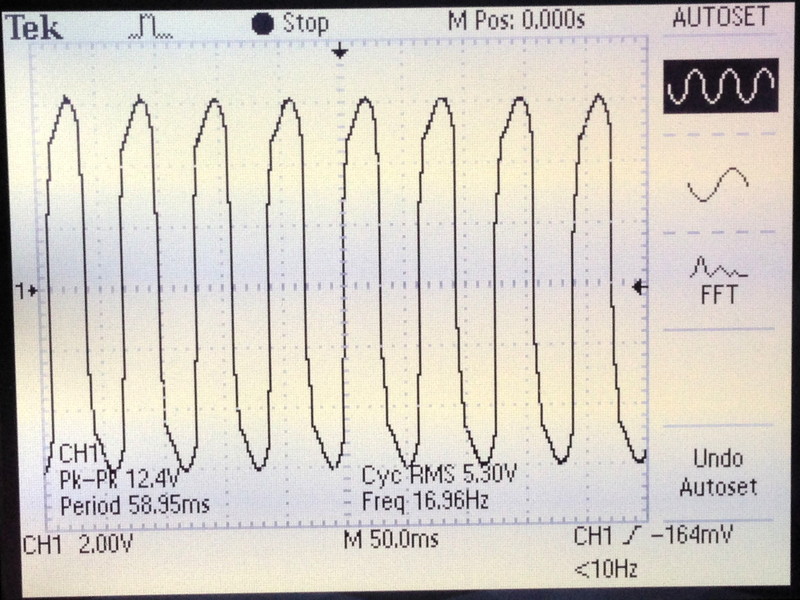 Tek Stop M Pos: 0.000s AUTOSET
1
FFT
CH1
Pk-Pk 12.4V Cyc RMS 5.30V
Period 58.95ms Freq 16.96Hz
Undo
Autoset
CH1 2.00V M 50.0ms CH1 -164mV
<10Hz